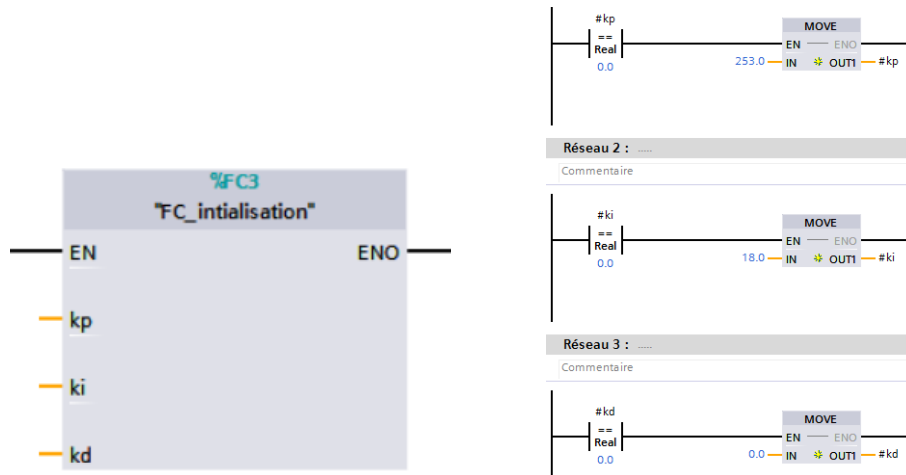 %FC3
"FC_intialisation"
EN ENO
kp
ki
kd
#kp
==
Real
0.0
MOVE
EN ENO
253.0 IN OUT1 #kp
Réseau 2 : .....
Commentaire
#ki
==
Real
0.0
MOVE
EN ENO
18.0 IN OUT1 #ki
Réseau 3 : .....
Commentaire
#kd
==
Real
0.0
MOVE
EN ENO
0.0 IN OUT1 #kd